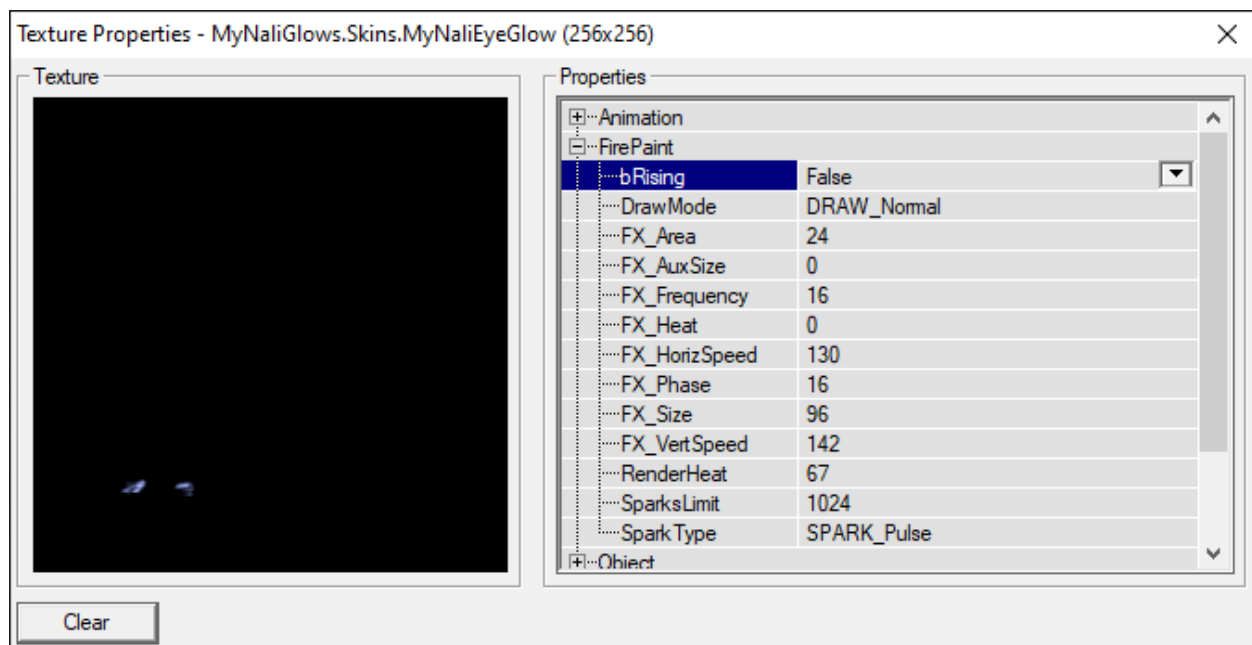 Texture Properties - MyNaliGlows.Skins.MyNaliEyeGlow (256x256)
Texture
Properties
Animation
FirePaint
bRising False
DrawMode DRAW_Normal
FX_Area 24
FX_AuxSize 0
FX_Frequency 16
FX_Heat 0
FX_HorizSpeed 130
FX_Phase 16
FX_Size 96
FX_VertSpeed 142
RenderHeat 67
SparksLimit 1024
SparkType SPARK_Pulse
Object
Clear